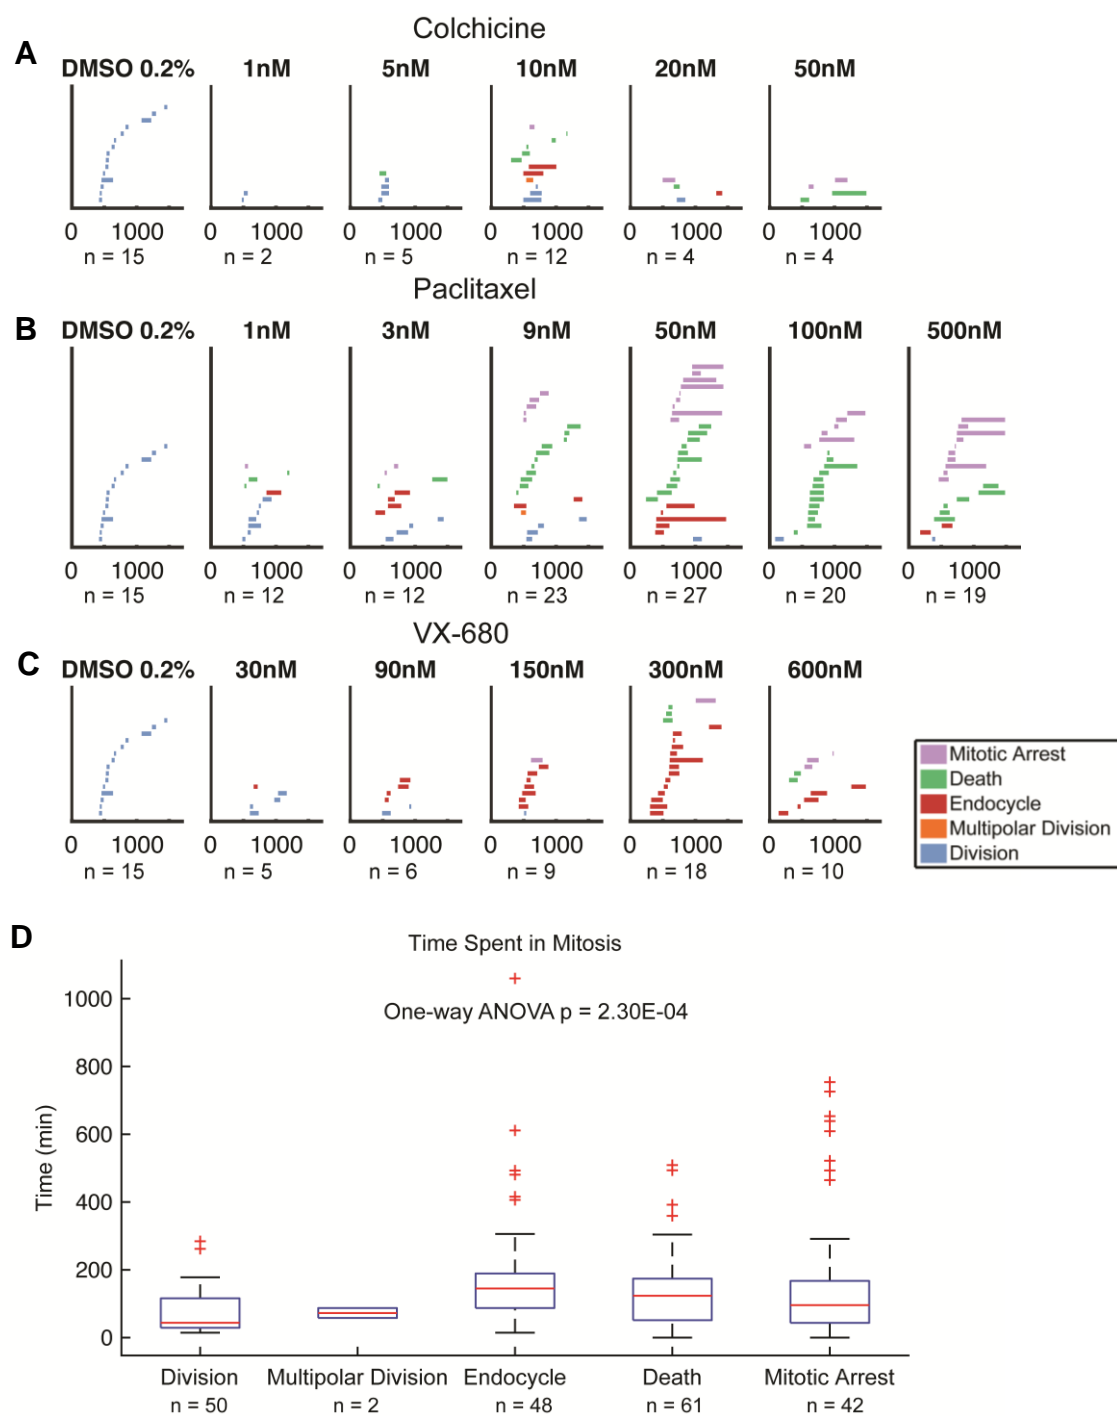 Colchicine
A
DMSO 0.2% 1nM 5nM 10nM 20nM 50nM
0 1000 0 1000 0 1000 0 1000 0 1000 0 1000
n = 15 n = 2 n = 5 n = 12 n = 4 n = 4
Paclitaxel
B
DMSO 0.2% 1nM 3nM 9nM 50nM 100nM 500nM
0 1000 0 1000 0 1000 0 1000 0 1000 0 1000 0 1000
n = 15 n = 12 n = 12 n = 23 n = 27 n = 20 n = 19
VX-680
C
DMSO 0.2% 30nM 90nM 150nM 300nM 600nM
0 1000 0 1000 0 1000 0 1000 0 1000 0 1000
n = 15 n = 5 n = 6 n = 9 n = 18 n = 10
Mitotic Arrest
Death
Endocycle
Multipolar Division
Division
D
Time Spent in Mitosis
One-way ANOVA p = 2.30E-04
Time (min)
1000
800
600
400
200
0
Division Multipolar Division Endocycle Death Mitotic Arrest
n = 50 n = 2 n = 48 n = 61 n = 42